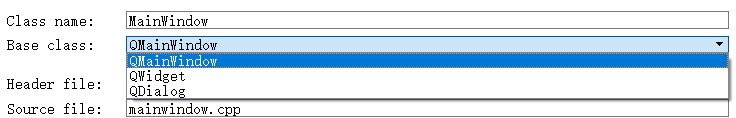 Class name: MainWindow
Base class: QMainWindow
QMainWindow
QWidget
Header file:
QDialog
Source file: mainwindow.cpp